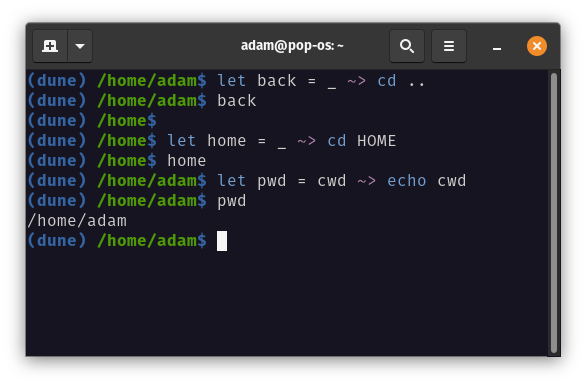 adam@pop-os: ~
(dune) /home/adam$ let back = _ ~> cd ..
(dune) /home/adam$ back
(dune) /home$
(dune) /home$ let home = _ ~> cd HOME
(dune) /home$ home
(dune) /home/adam$ let pwd = cwd ~> echo cwd
(dune) /home/adam$ pwd
/home/adam
(dune) /home/adam$